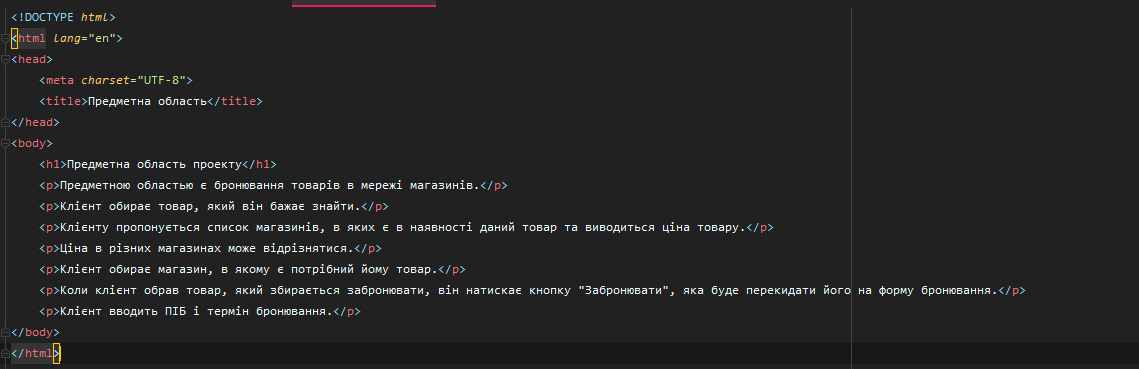 <!DOCTYPE html>
<html lang="en">
<head>
<meta charset="UTF-8">
<title>Предметна область</title>
</head>
<body>
<h1>Предметна область проекту</h1>
<p>Предметною областью є бронювання товарів в мережі магазинів.</p>
<p>Клієнт обирає товар, який він бажає знайти.</p>
<p>Клієнту пропонується список магазинів, в яких є в наявності даний товар та виводиться ціна товару.</p>
<p>Ціна в різних магазинах може відрізнятися.</p>
<p>Клієнт обирає магазин, в якому є потрібний йому товар.</p>
<p>Коли клієнт обрав товар, який збирається забронювати, він натискає кнопку "Забронювати", яка буде перекидати його на форму бронювання.</p>
<p>Клієнт вводить ПІБ і термін бронювання.</p>
</body>
</html>